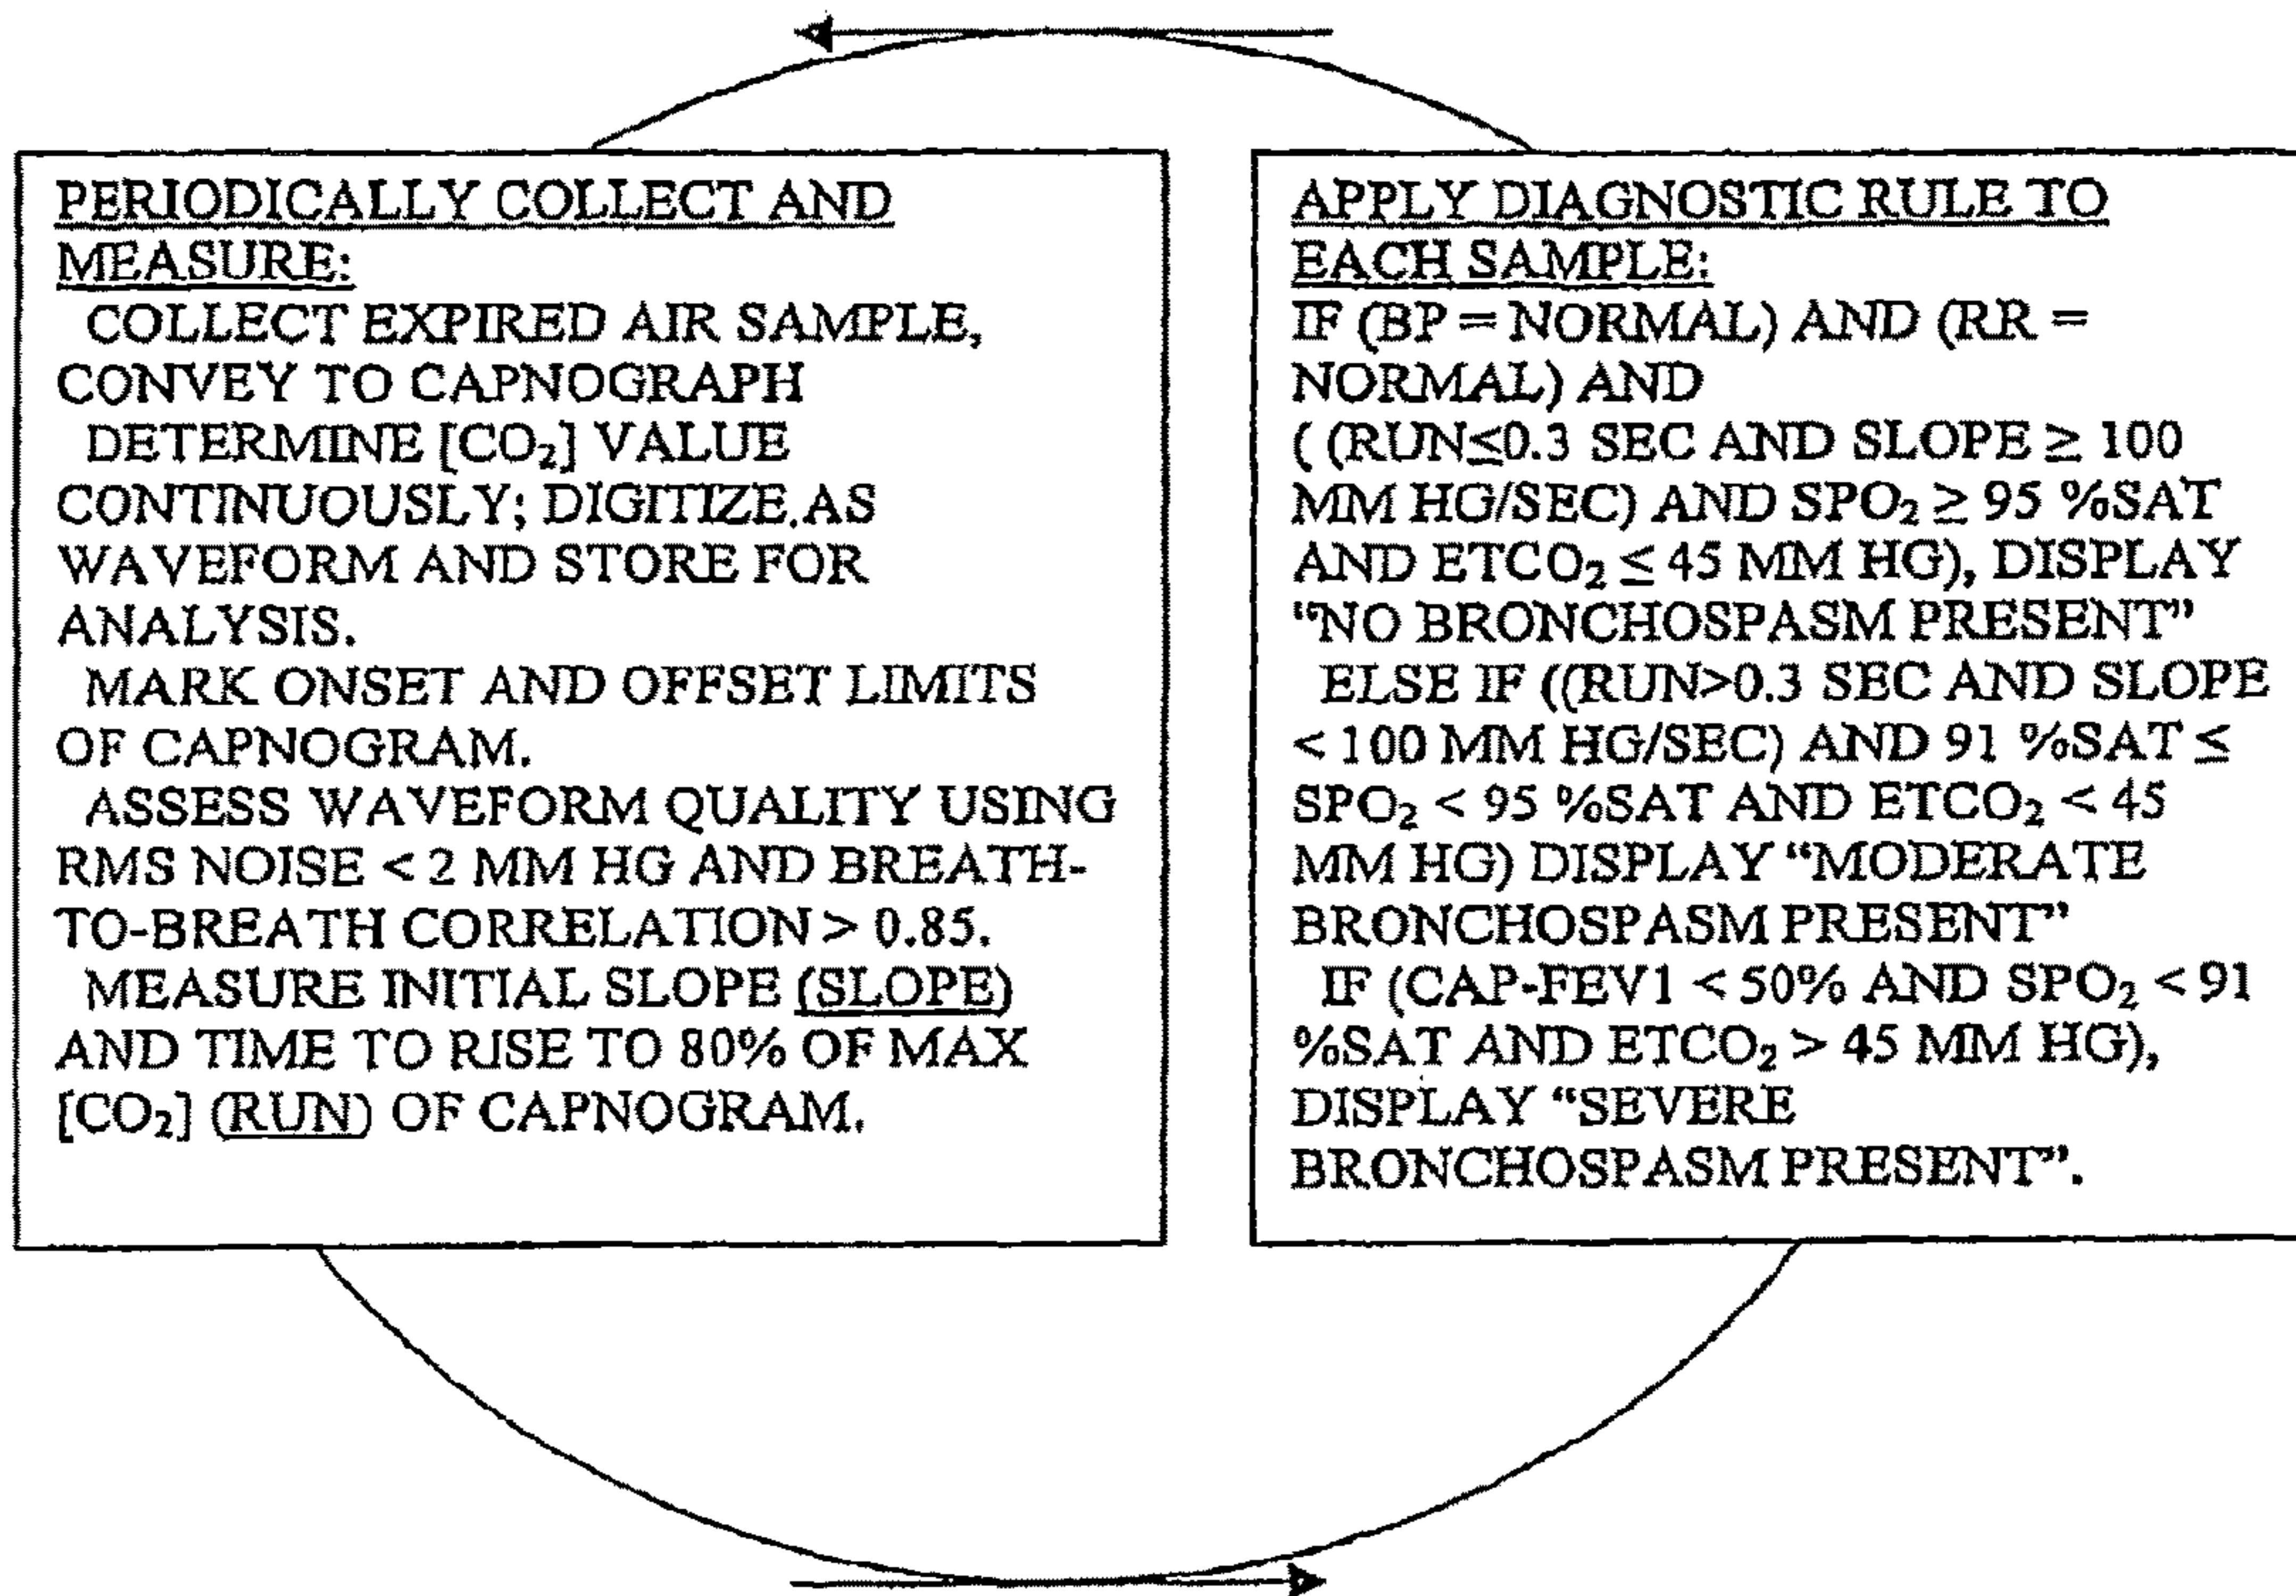 PERIODICALLY COLLECT AND
MEASURE:
COLLECT EXPIRED AIR SAMPLE,
CONVEY TO CAPNOGRAPH
DETERMINE [CO₂] VALUE
CONTINUOUSLY; DIGITIZE AS
WAVEFORM AND STORE FOR
ANALYSIS.
MARK ONSET AND OFFSET LIMITS
OF CAPNOGRAM.
ASSESS WAVEFORM QUALITY USING
RMS NOISE < 2 MM HG AND BREATH-
TO-BREATH CORRELATION > 0.85.
MEASURE INITIAL SLOPE (SLOPE)
AND TIME TO RISE TO 80% OF MAX
[CO₂] (RUN) OF CAPNOGRAM.
APPLY DIAGNOSTIC RULE TO
EACH SAMPLE:
IF (BP = NORMAL) AND (RR =
NORMAL) AND
( (RUN≤0.3 SEC AND SLOPE ≥ 100
MM HG/SEC) AND SPO₂ ≥ 95 %SAT
AND ETCO₂ ≤ 45 MM HG), DISPLAY
“NO BRONCHOSPASM PRESENT”
ELSE IF ((RUN>0.3 SEC AND SLOPE
< 100 MM HG/SEC) AND 91 %SAT ≤
SPO₂ < 95 %SAT AND ETCO₂ < 45
MM HG) DISPLAY “MODERATE
BRONCHOSPASM PRESENT”
IF (CAP-FEV1 < 50% AND SPO₂ < 91
%SAT AND ETCO₂ > 45 MM HG),
DISPLAY “SEVERE
BRONCHOSPASM PRESENT”.